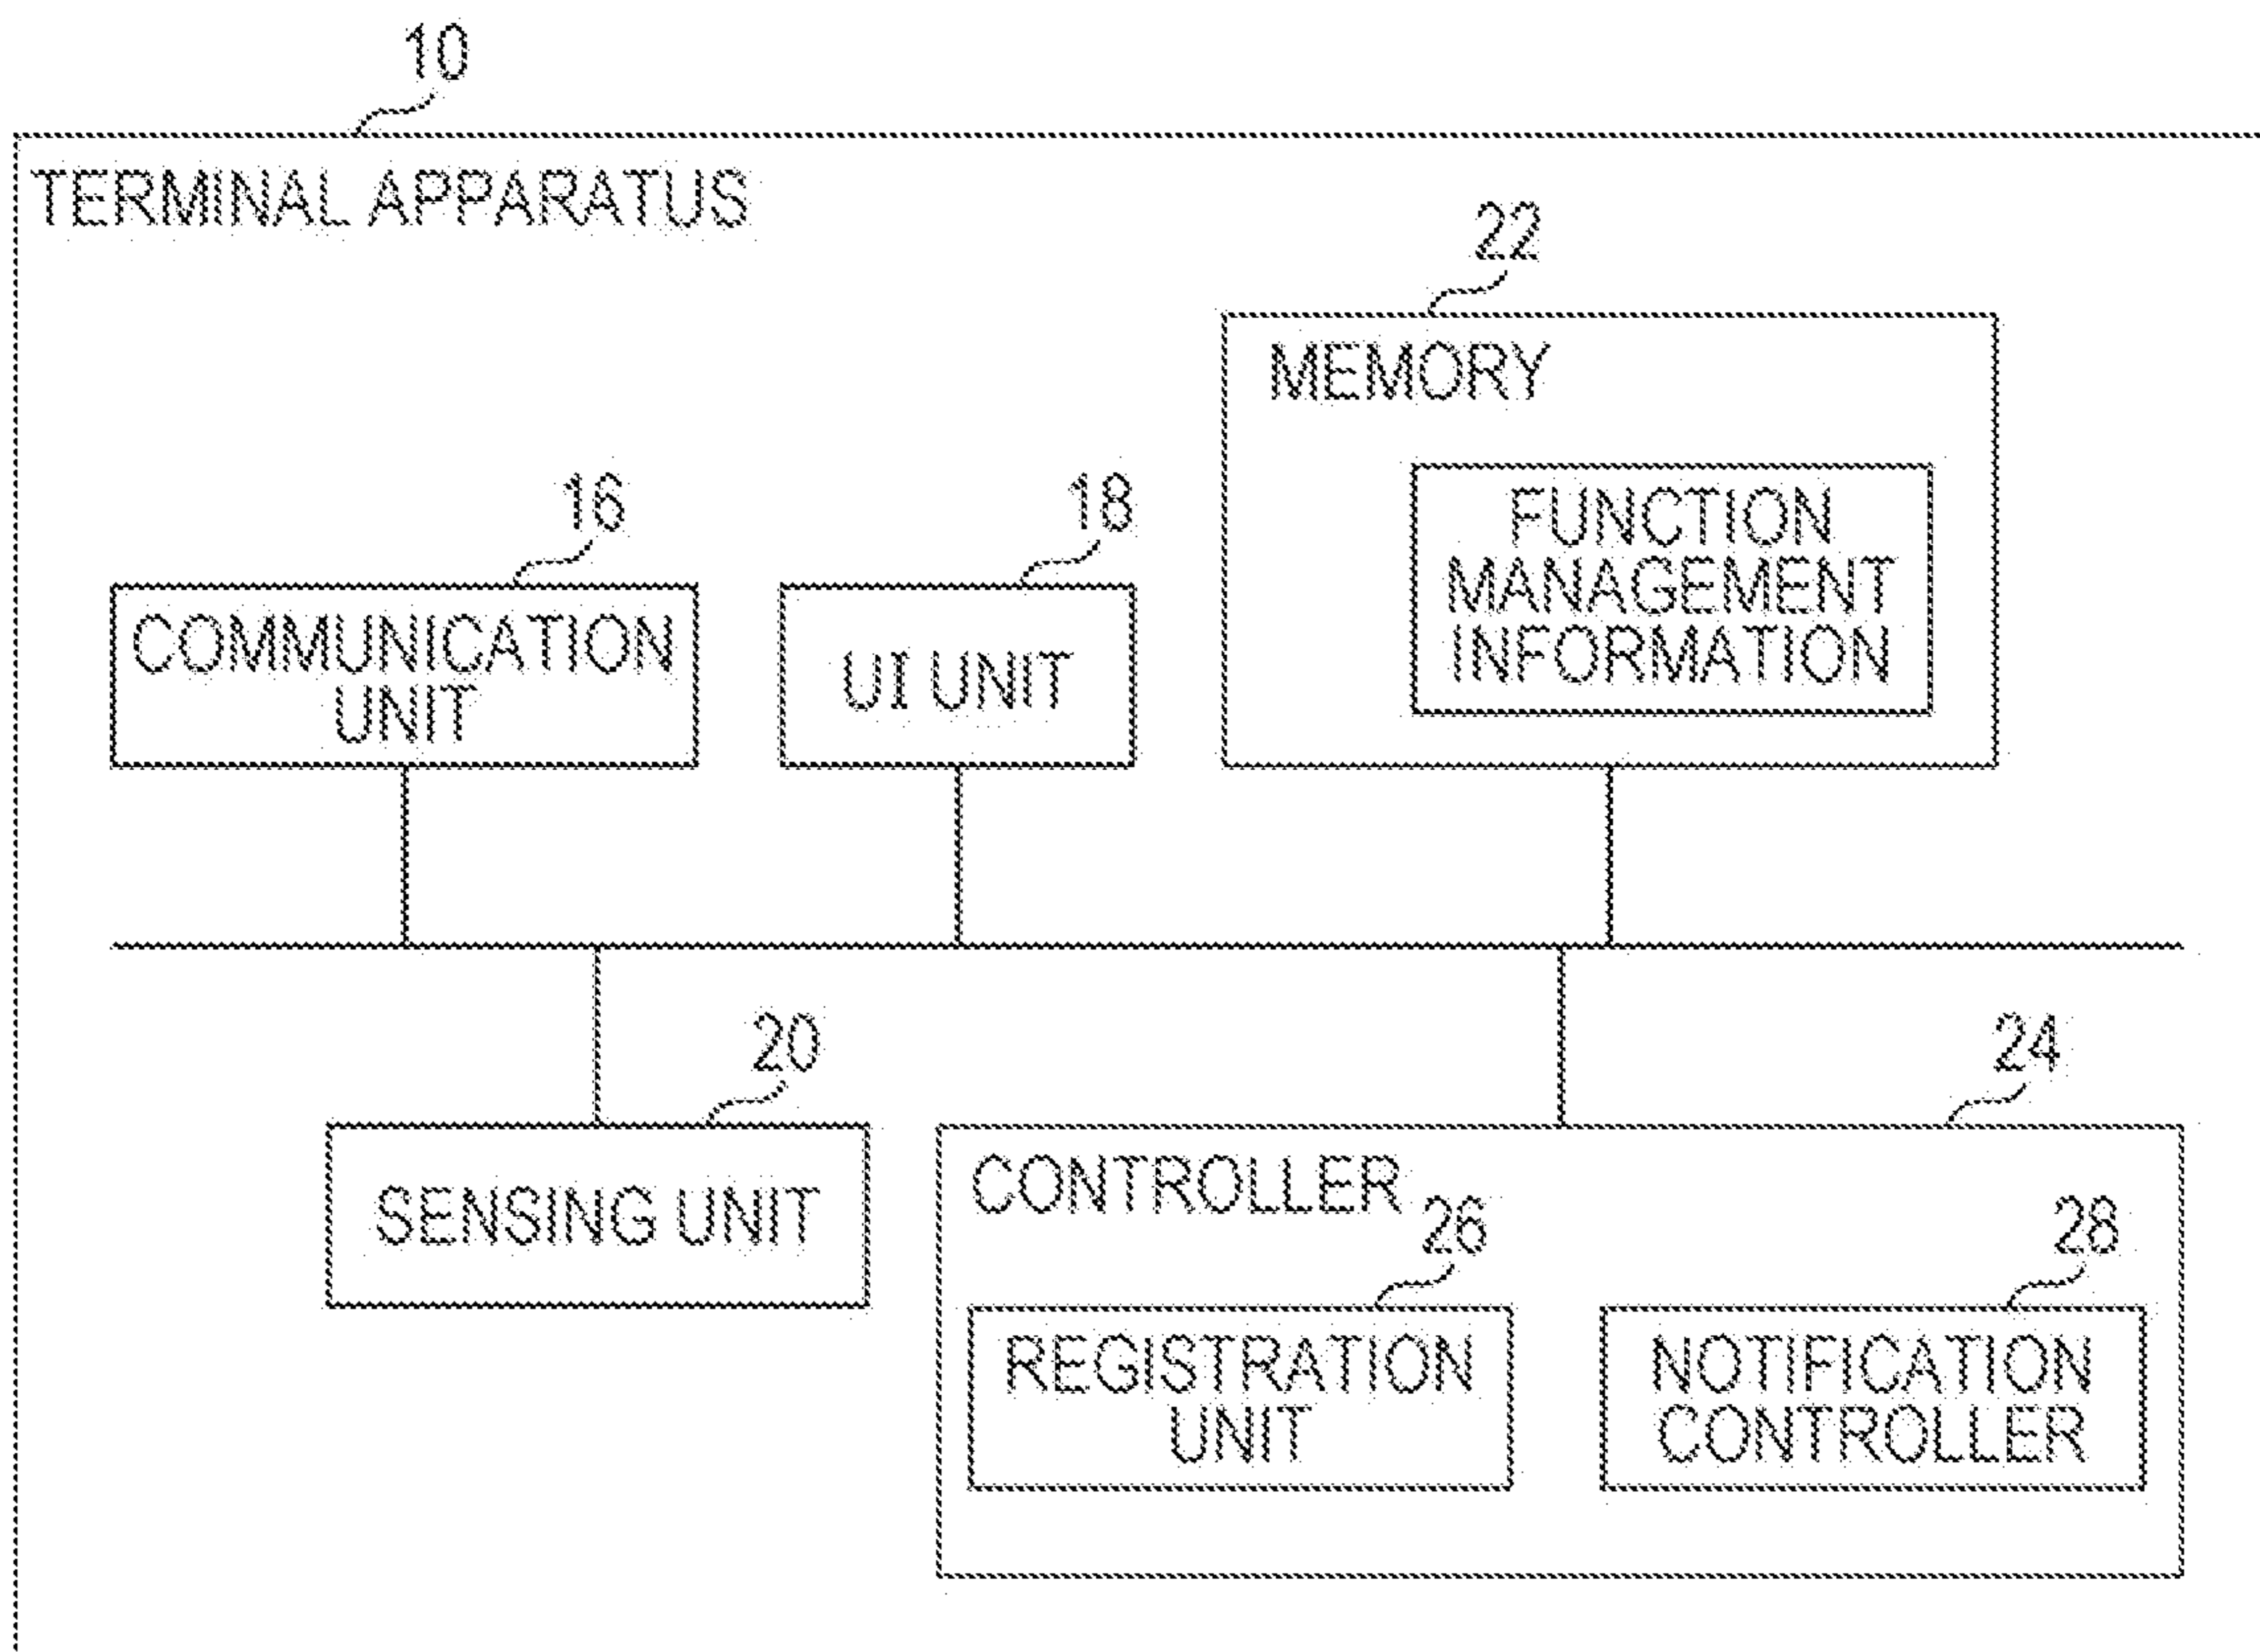 10
TERMINAL APPARATUS
22
MEMORY
FUNCTION
MANAGEMENT
INFORMATION
16
COMMUNICATION
UNIT
18
UI UNIT
20
SENSING UNIT
24
CONTROLLER
26
REGISTRATION
UNIT
28
NOTIFICATION
CONTROLLER